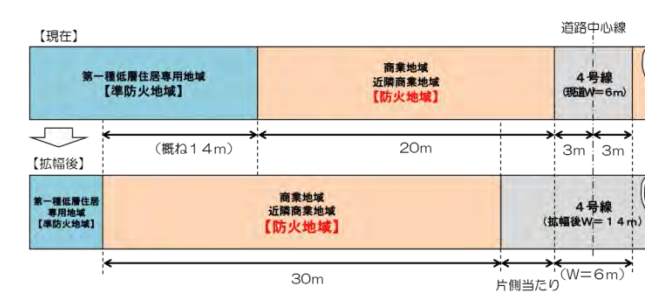 道路中心線
【現在】
第一種低層住居専用地域
【準防火地域】
商業地域
近隣商業地域
【防火地域】
4号線
(現道W=6m)
(概ね14m)
20m
3m
3m
【拡幅後】
第一種低層住居
専用地域
【準防火地域】
商業地域
近隣商業地域
【防火地域】
4号線
(拡幅後W=14m)
30m
片側当たり
(W=6m)